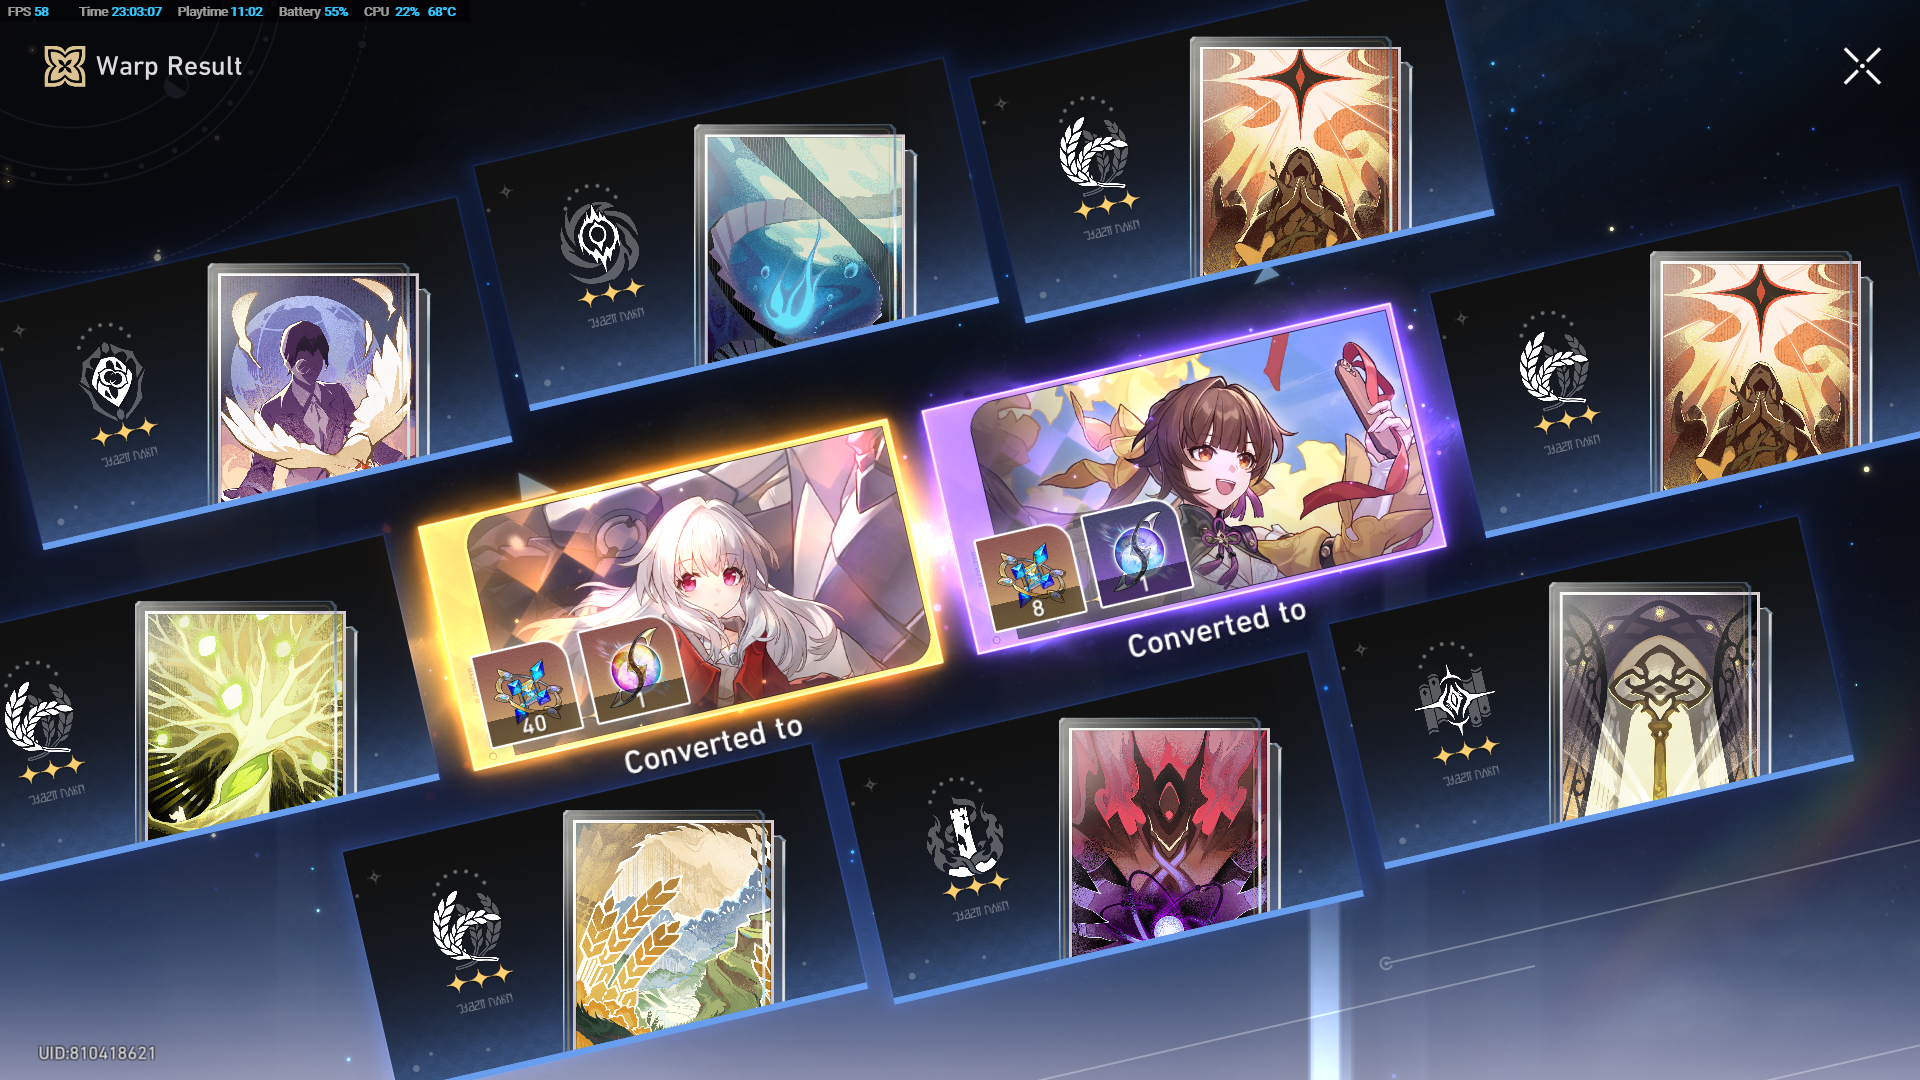 FPS 58 Time 23:03:07 Playtime 11:02 Battery 55% CPU 22% 68°C
Warp Result
8
1
Converted to
40
1
Converted to
UID:810418621